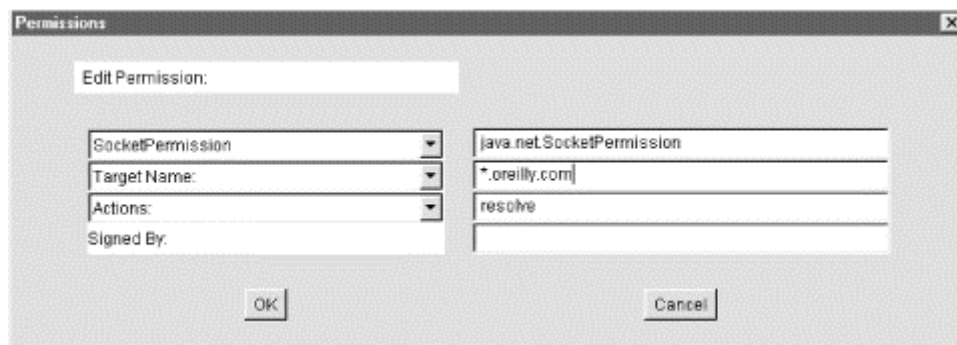 Permissions
Edit Permission:
SocketPermission java.net.SocketPermission
Target Name: *.oreilly.com
Actions: resolve
Signed By:
OK Cancel